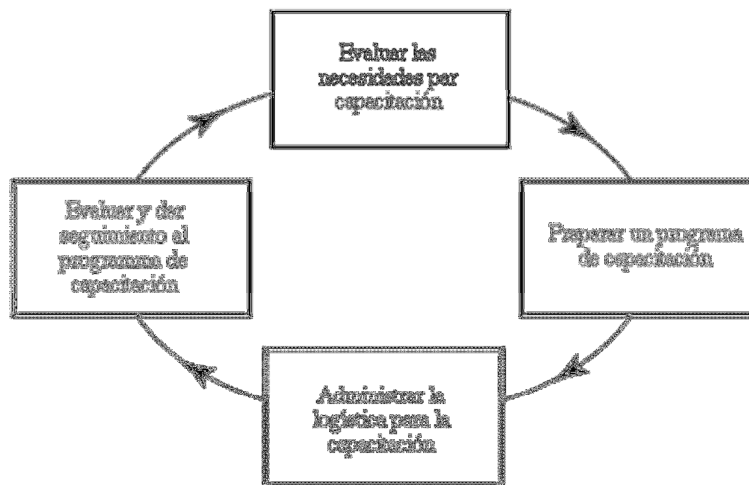 Evaluar las
necesidades par
capacitación
Preparar un programa
de capacitación
Administrar la
logística para la
capacitación
Evaluar y dar
seguimiento al
programa de
capacitación